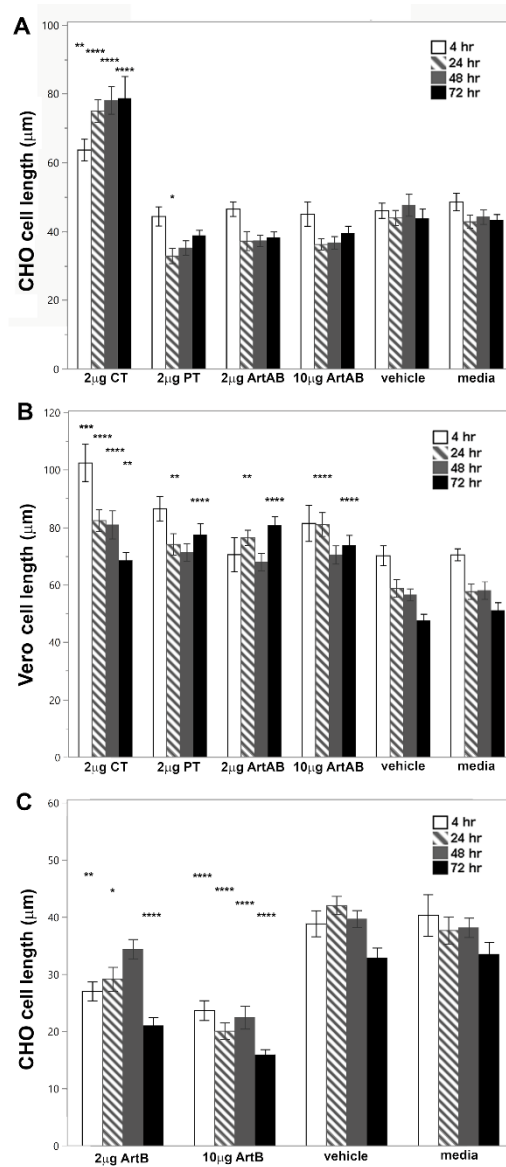 A
CHO cell length (μm)
100
80
60
40
20
0
** **** **** ****
*
4 hr
24 hr
48 hr
72 hr
2μg CT 2μg PT 2μg ArtAB 10μg ArtAB vehicle media
B
Vero cell length (μm)
120
100
80
60
40
20
0
*** **** **** **
** ****
** ****
**** ****
4 hr
24 hr
48 hr
72 hr
2μg CT 2μg PT 2μg ArtAB 10μg ArtAB vehicle media
C
CHO cell length (μm)
60
50
40
30
20
10
0
** * ****
**** **** **** ****
4 hr
24 hr
48 hr
72 hr
2μg ArtB 10μg ArtB vehicle media